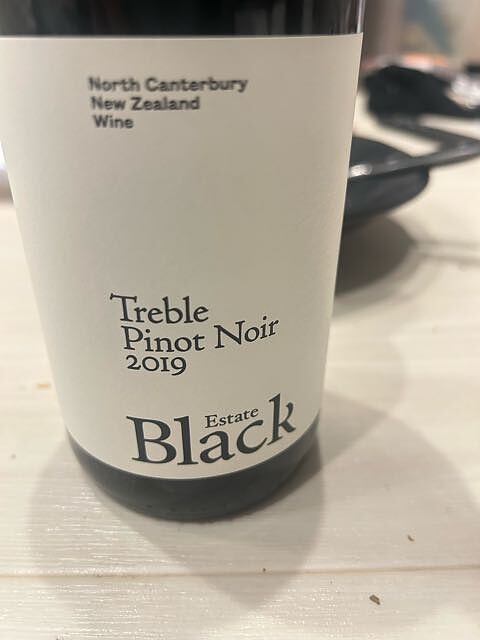 North Canterbury
New Zealand
Wine
Treble
Pinot Noir
2019
Estate
Black